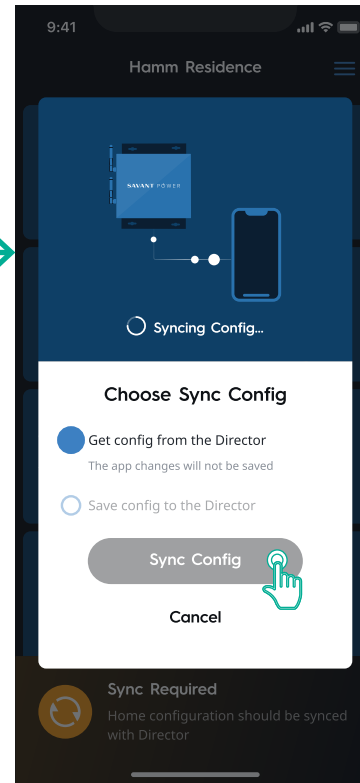 9:41
Hamm Residence
SAVANT POWER
Syncing Config...
Choose Sync Config
Get config from the Director
The app changes will not be saved
Save config to the Director
Sync Config
Cancel
Sync Required
Home configuration should be synced
with Director